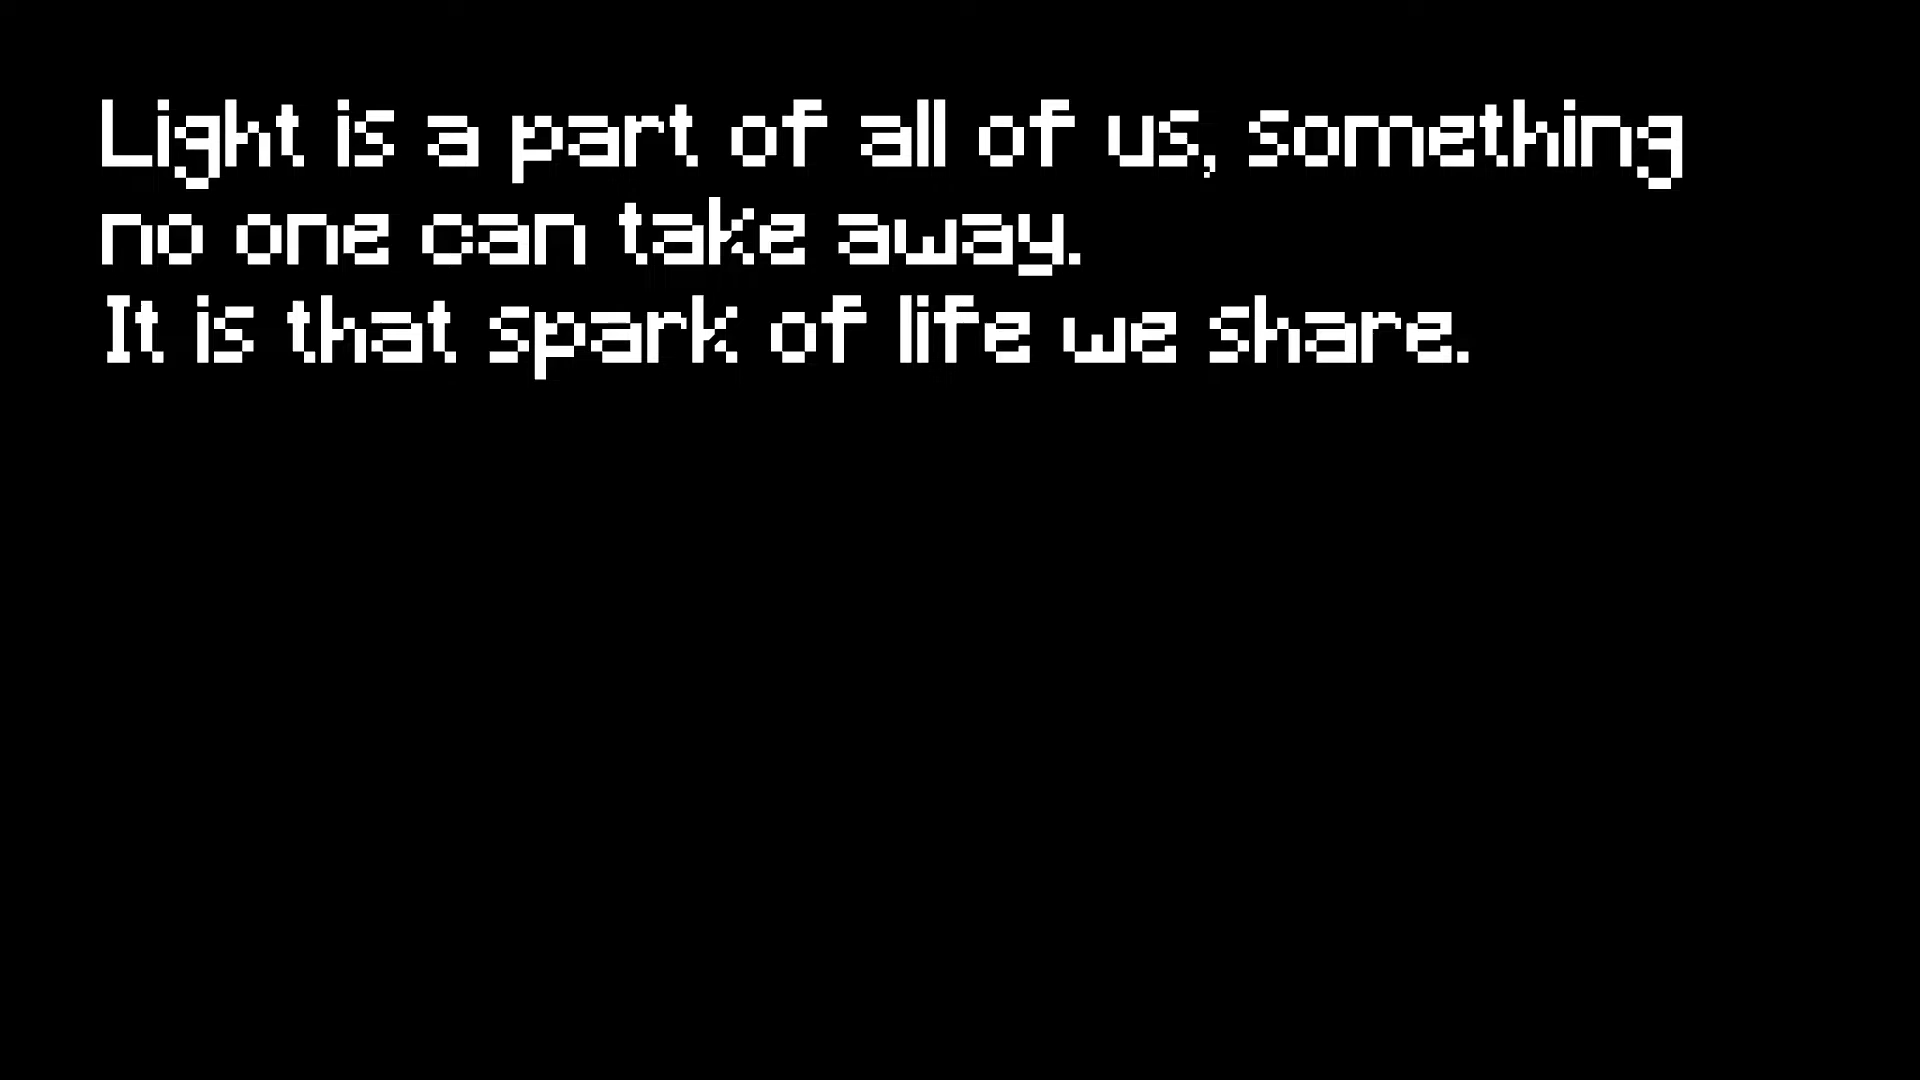 Light is a part of all of us, something
no one can take away.
It is that spark of life we share.